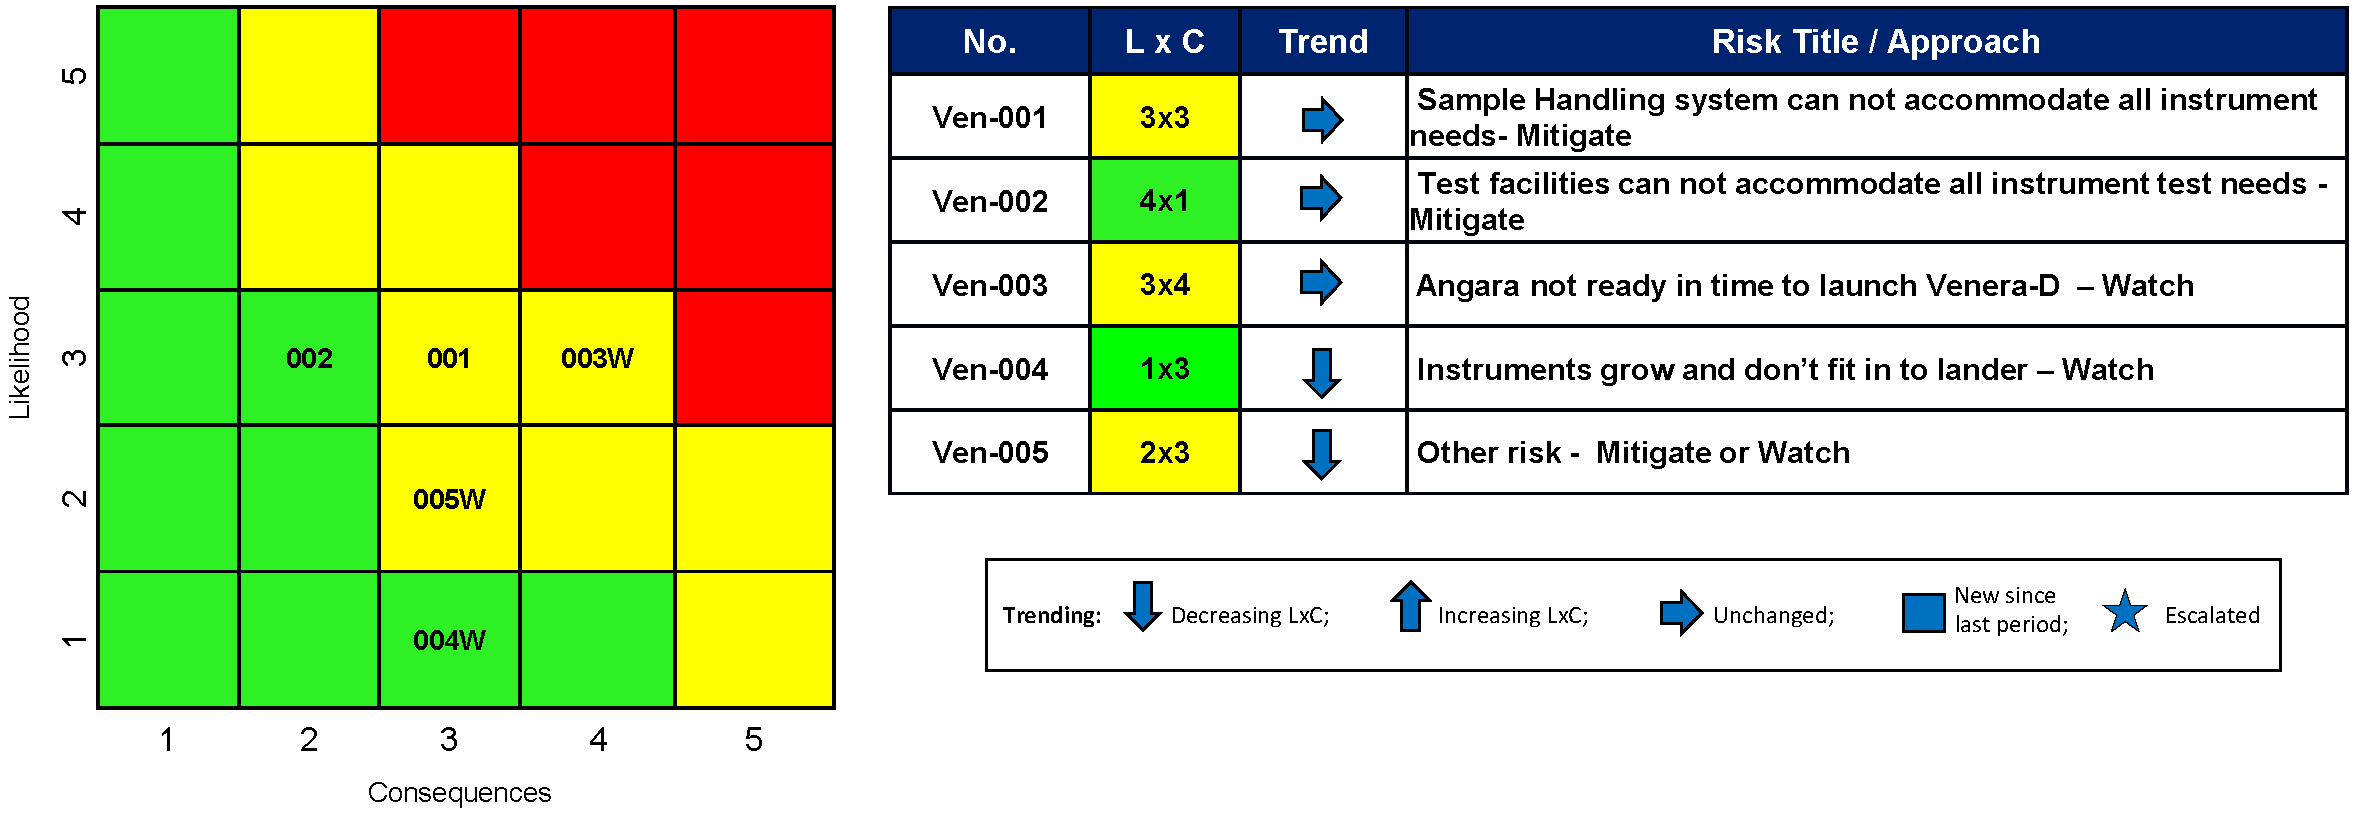 5
4
3
2
1
Likelihood
002
001
003W
005W
004W
1
2
3
4
5
Consequences
No.
L x C
Trend
Risk Title / Approach
Ven-001
3x3
Sample Handling system can not accommodate all instrument
needs- Mitigate
Ven-002
4x1
Test facilities can not accommodate all instrument test needs -
Mitigate
Ven-003
3x4
Angara not ready in time to launch Venera-D – Watch
Ven-004
1x3
Instruments grow and don’t fit in to lander – Watch
Ven-005
2x3
Other risk - Mitigate or Watch
Trending:
Decreasing LxC;
Increasing LxC;
Unchanged;
New since
last period;
Escalated